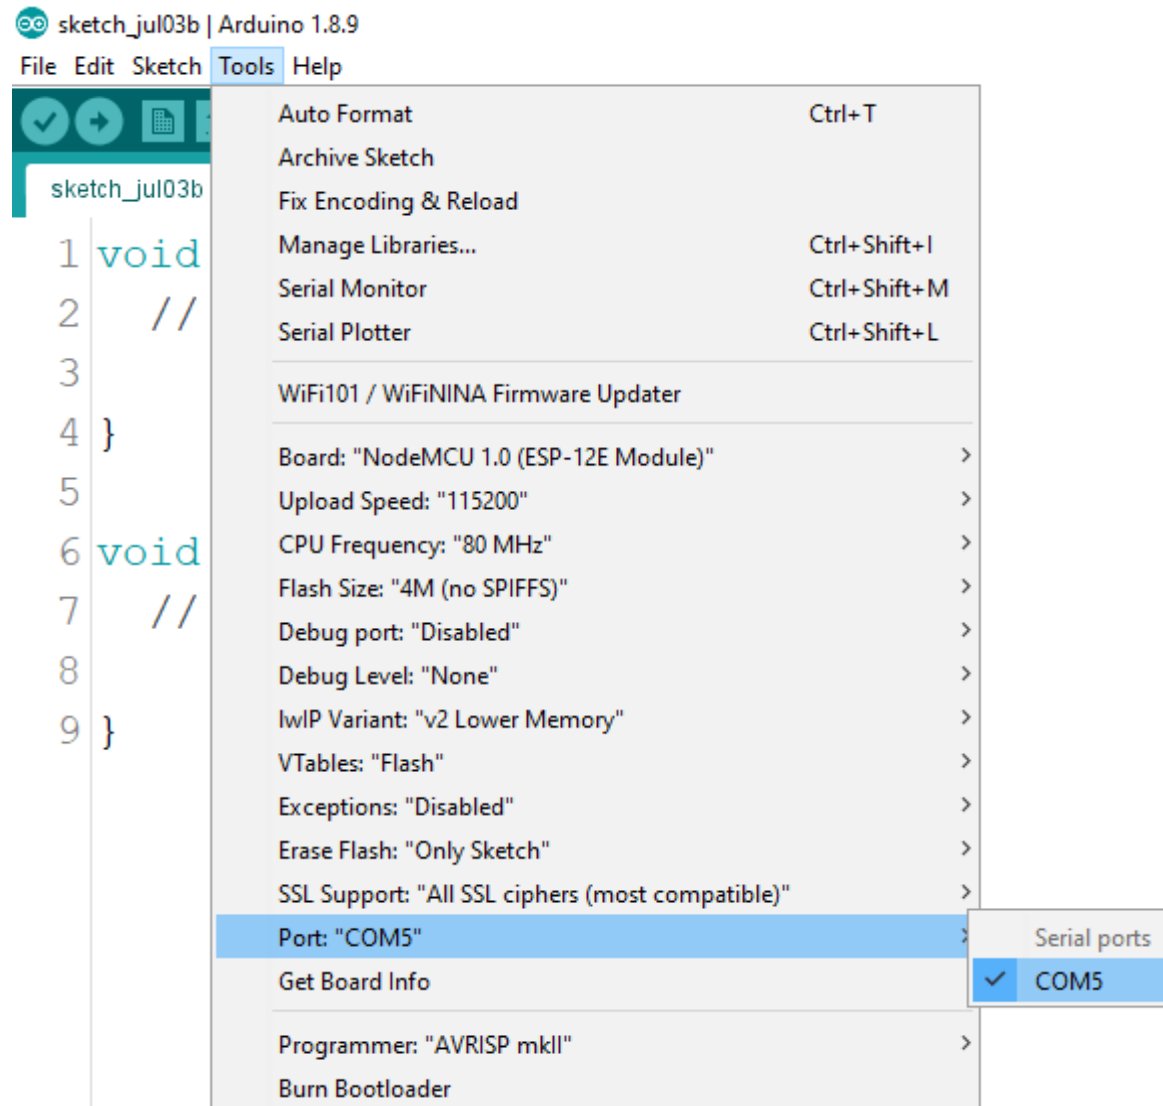 sketch_jul03b | Arduino 1.8.9
File Edit Sketch Tools Help
Auto Format Ctrl+T
Archive Sketch
sketch_jul03b
Fix Encoding & Reload
1 void
Manage Libraries... Ctrl+Shift+I
2 //
Serial Monitor Ctrl+Shift+M
Serial Plotter Ctrl+Shift+L
3
WiFi101 / WiFiNINA Firmware Updater
4 }
Board: "NodeMCU 1.0 (ESP-12E Module)"
5
Upload Speed: "115200"
6 void
CPU Frequency: "80 MHz"
Flash Size: "4M (no SPIFFS)"
7 //
Debug port: "Disabled"
8
Debug Level: "None"
9 }
lwIP Variant: "v2 Lower Memory"
VTables: "Flash"
Exceptions: "Disabled"
Erase Flash: "Only Sketch"
SSL Support: "All SSL ciphers (most compatible)"
Port: "COM5"
Serial ports
Get Board Info
COM5
Programmer: "AVRISP mkII"
Burn Bootloader